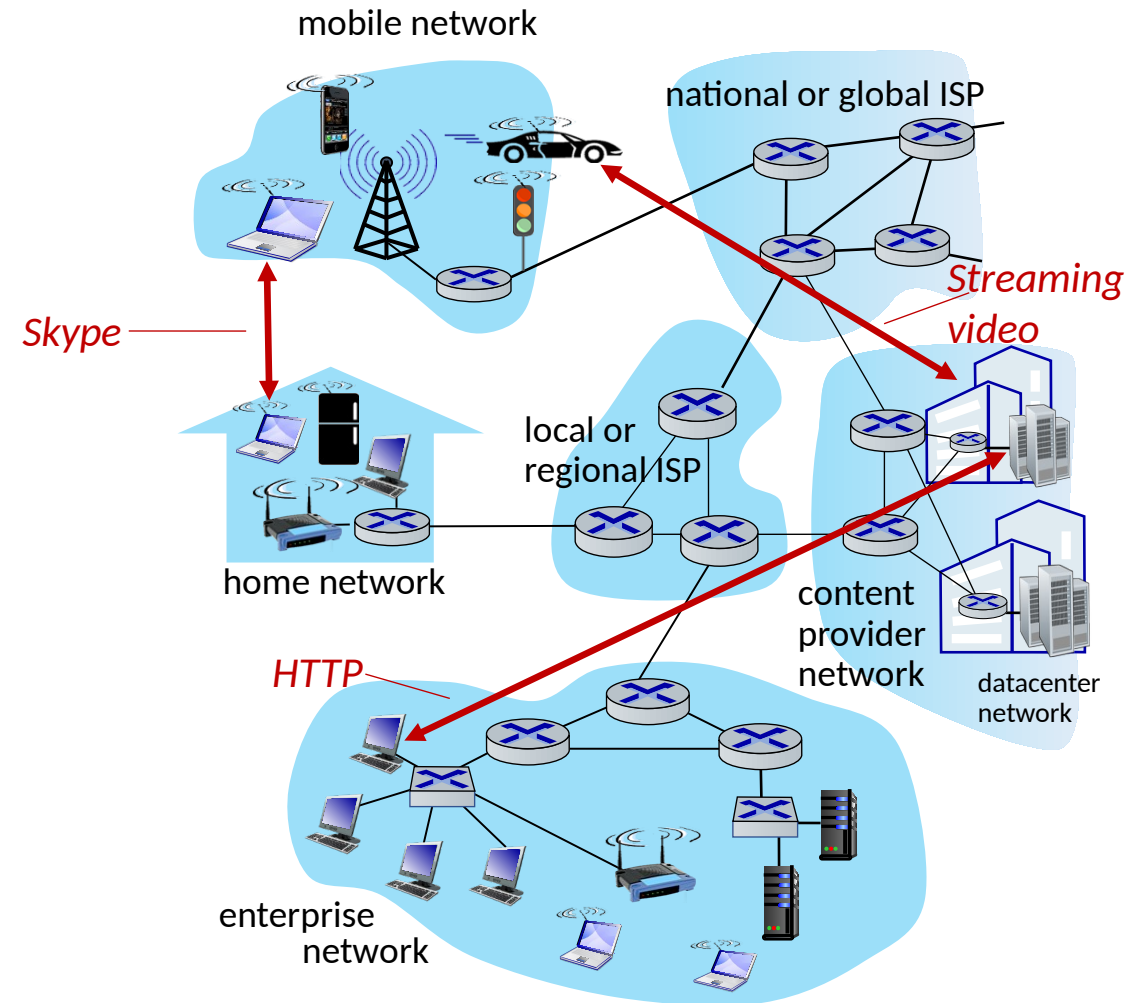 mobile network
national or global ISP
Streaming
video
Skype
local or
regional ISP
home network
content
provider
network
HTTP
datacenter
network
enterprise
network